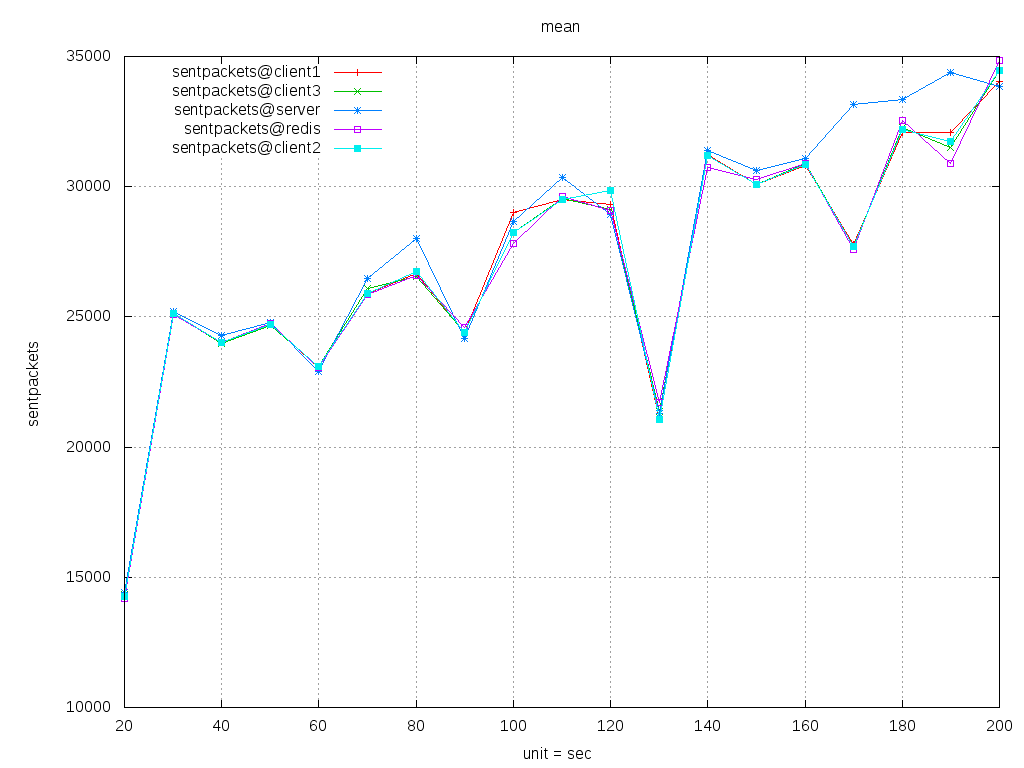 mean
35000
30000
25000
20000
15000
10000
sentpackets
sentpackets@client1
sentpackets@client3
sentpackets@server
sentpackets@redis
sentpackets@client2
20 40 60 80 100 120 140 160 180 200
unit = sec